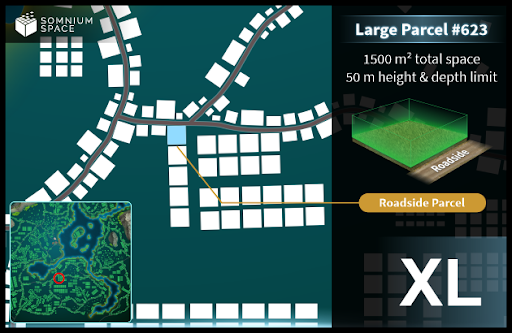 SOMNIUM
SPACE
Large Parcel #623
1500 m² total space
50 m height & depth limit
Roadside
Roadside Parcel
XL